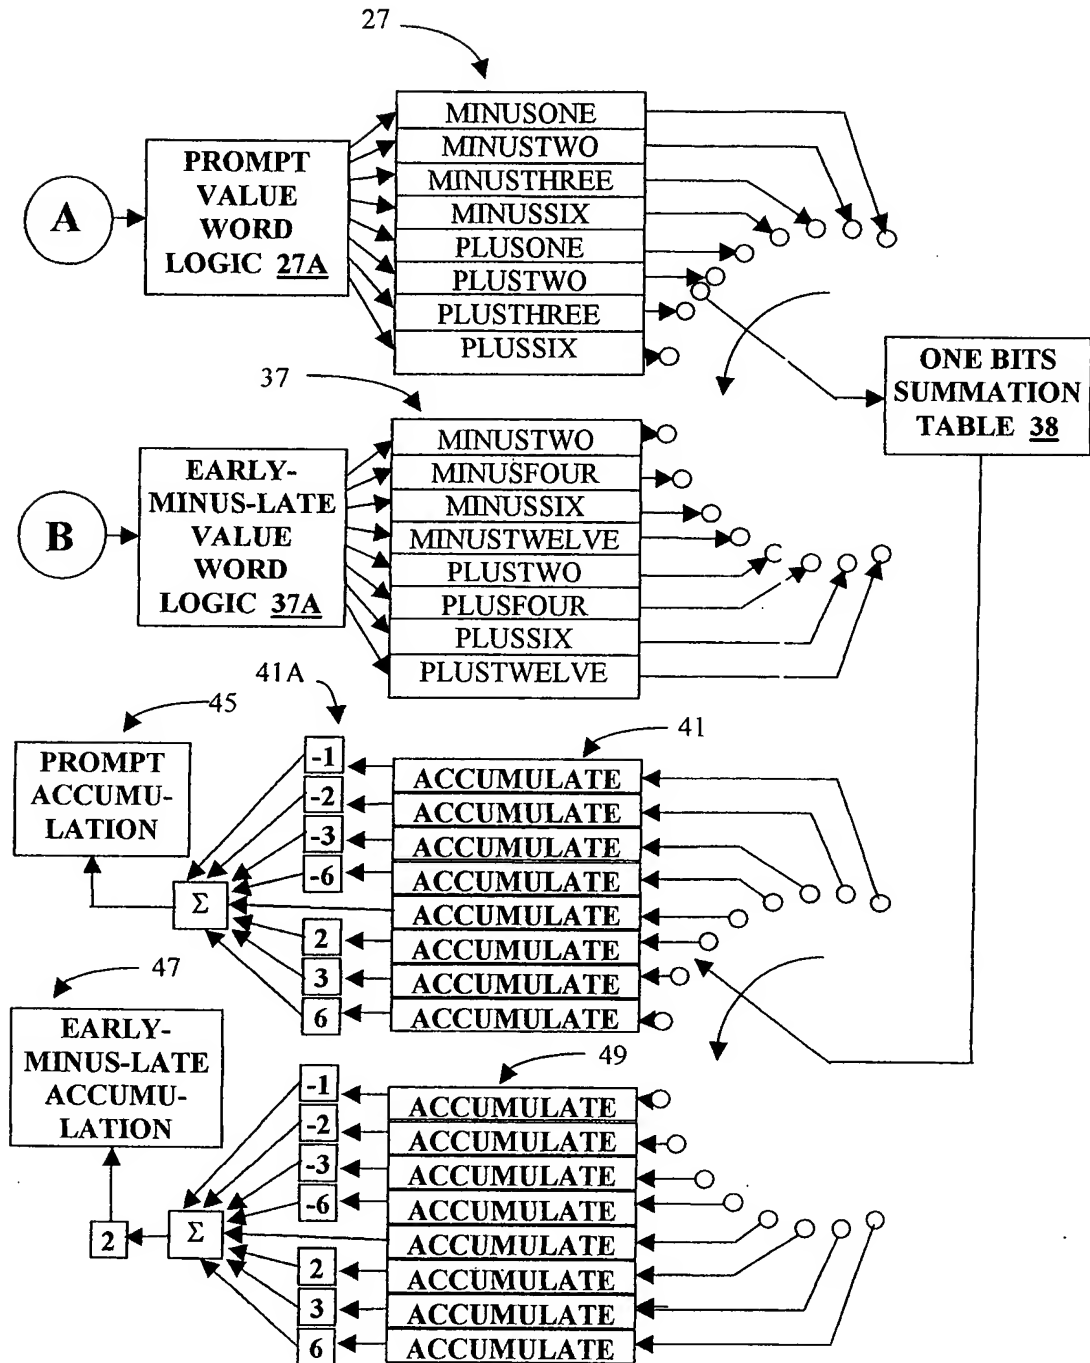 27
A
PROMPT
VALUE
WORD
LOGIC 27A
MINUSONE
MINUSTWO
MINUSTHREE
MINUSSIX
PLUSONE
PLUSTWO
PLUSTHREE
PLUSSIX
ONE BITS
SUMMATION
TABLE 38
37
B
EARLY-
MINUS-LATE
VALUE
WORD
LOGIC 37A
MINUSTWO
MINUSFOUR
MINUSSIX
MINUSTWELVE
PLUSTWO
PLUSFOUR
PLUSSIX
PLUSTWELVE
45
41A
41
PROMPT
ACCUMU-
LATION
Σ
-1
-2
-3
-6
2
3
6
ACCUMULATE
ACCUMULATE
ACCUMULATE
ACCUMULATE
ACCUMULATE
ACCUMULATE
ACCUMULATE
ACCUMULATE
47
49
EARLY-
MINUS-LATE
ACCUMU-
LATION
2
Σ
-1
-2
-3
-6
2
3
6
ACCUMULATE
ACCUMULATE
ACCUMULATE
ACCUMULATE
ACCUMULATE
ACCUMULATE
ACCUMULATE
ACCUMULATE